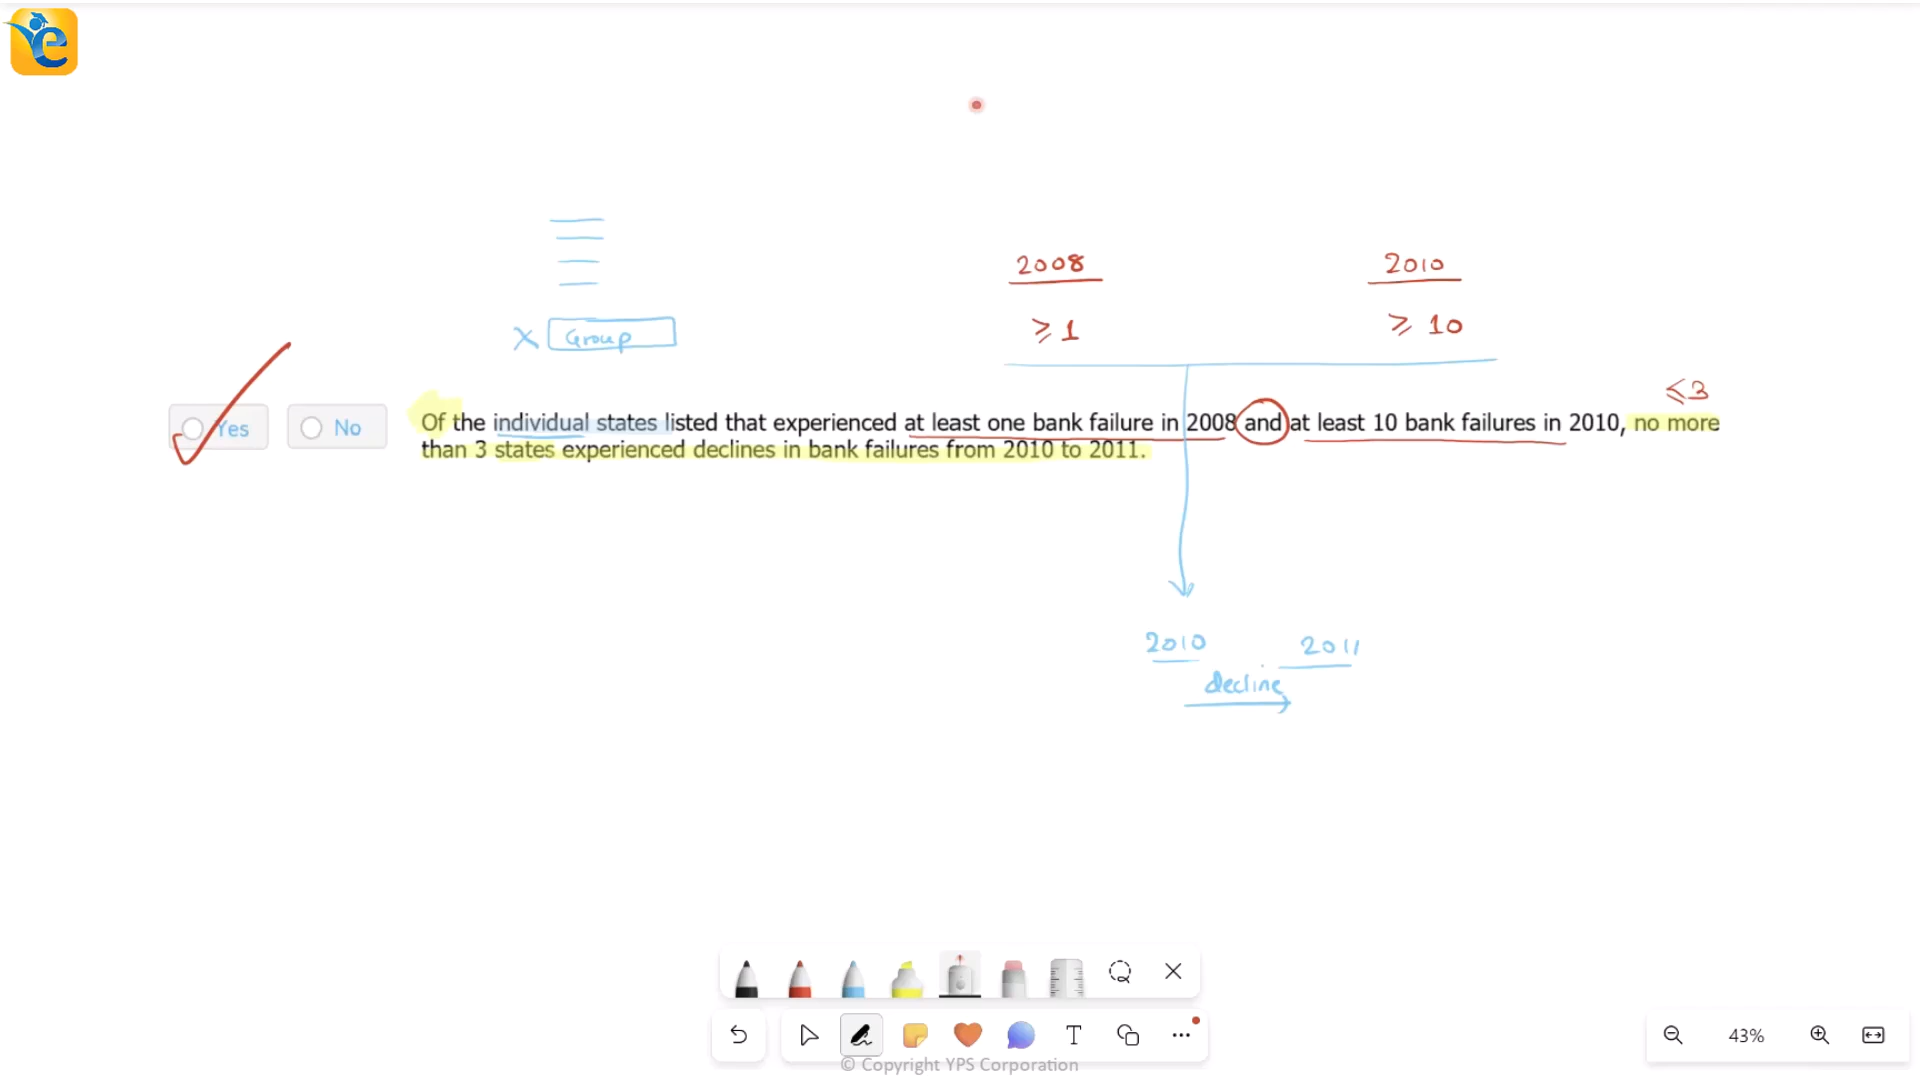 e
2008
2010
≥ 1
≥ 10
X Group
≤3
Yes No
Of the individual states listed that experienced at least one bank failure in 2008 and at least 10 bank failures in 2010, no more
than 3 states experienced declines in bank failures from 2010 to 2011.
2010 2011
decline
T
43%
© Copyright YPS Corporation